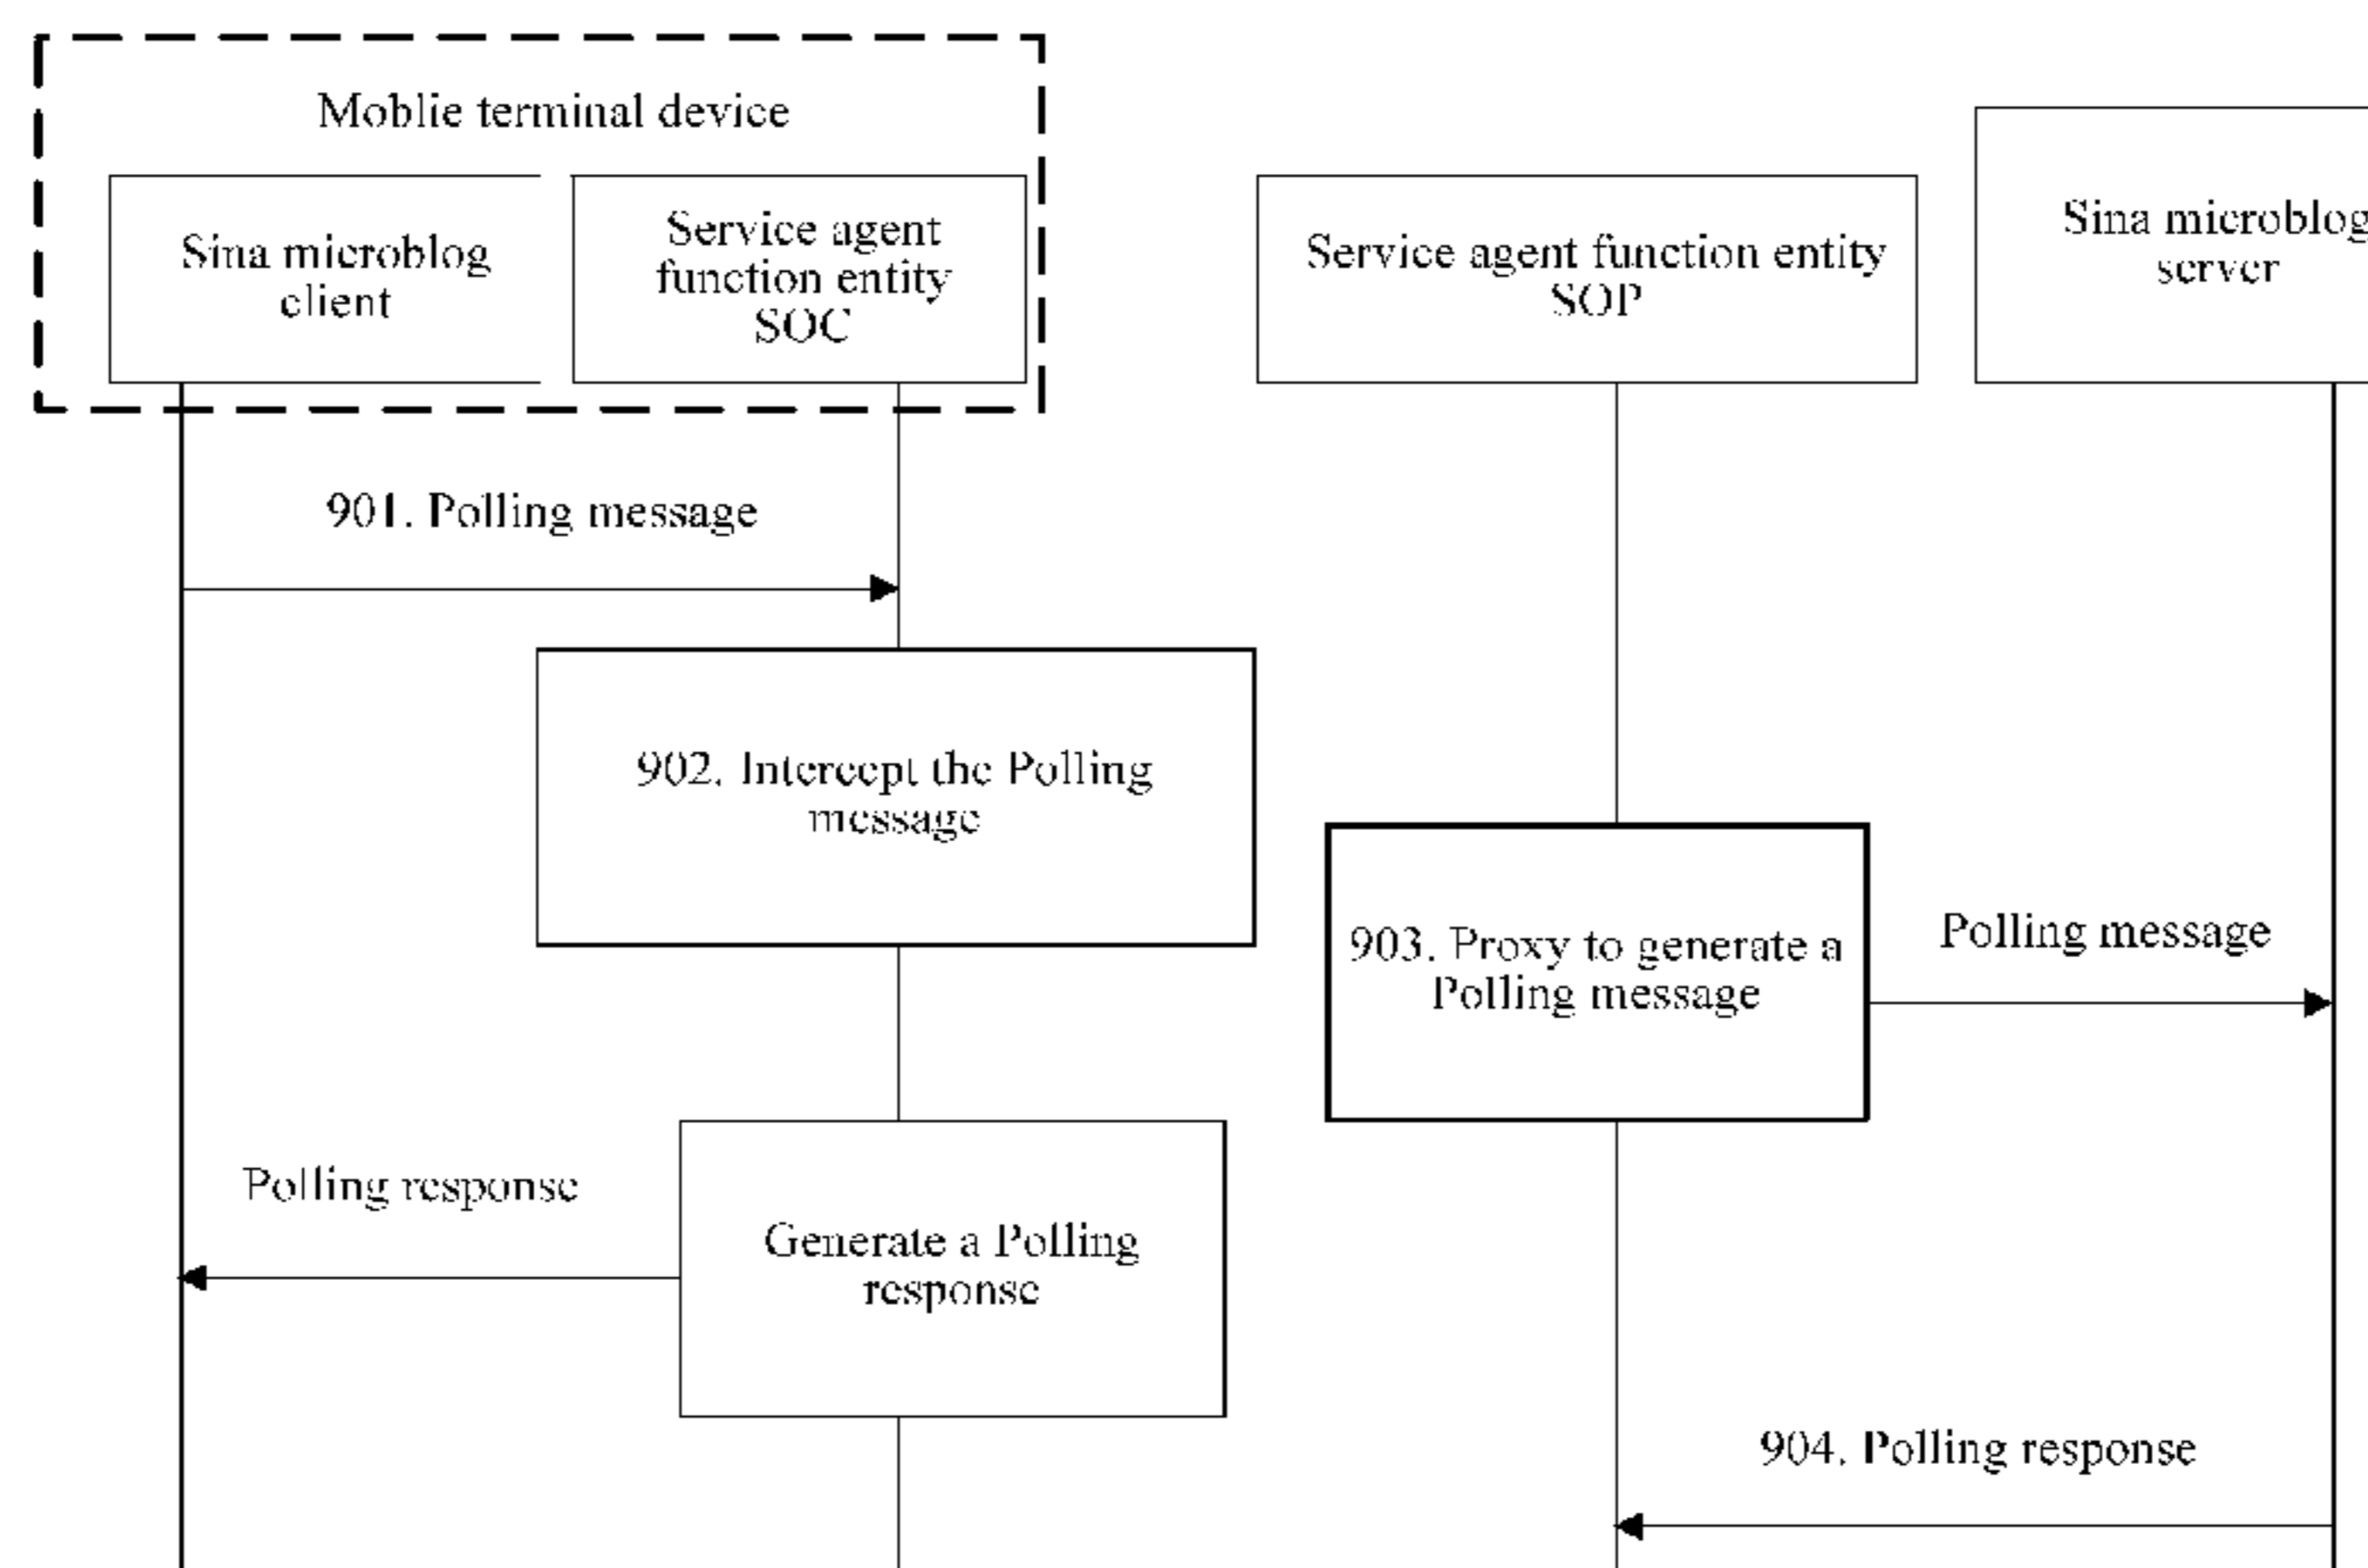 Moblie terminal device
Sina microblog
client
Service agent
function entity
SOC
Service agent function entity
SOP
Sina microblog
server
901. Polling message
902. Intercept the Polling
message
903. Proxy to generate a
Polling message
Polling message
Polling response
Generate a Polling
response
904. Polling response